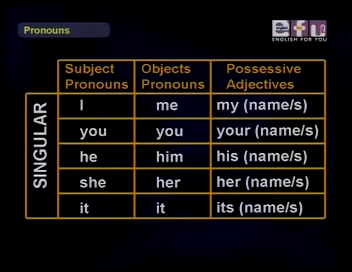 Pronouns
efu
ENGLISH FOR YOU
Subject Pronouns Objects Pronouns Possessive Adjectives
SINGULAR
I me my (name/s)
you you your (name/s)
he him his (name/s)
she her her (name/s)
it it its (name/s)